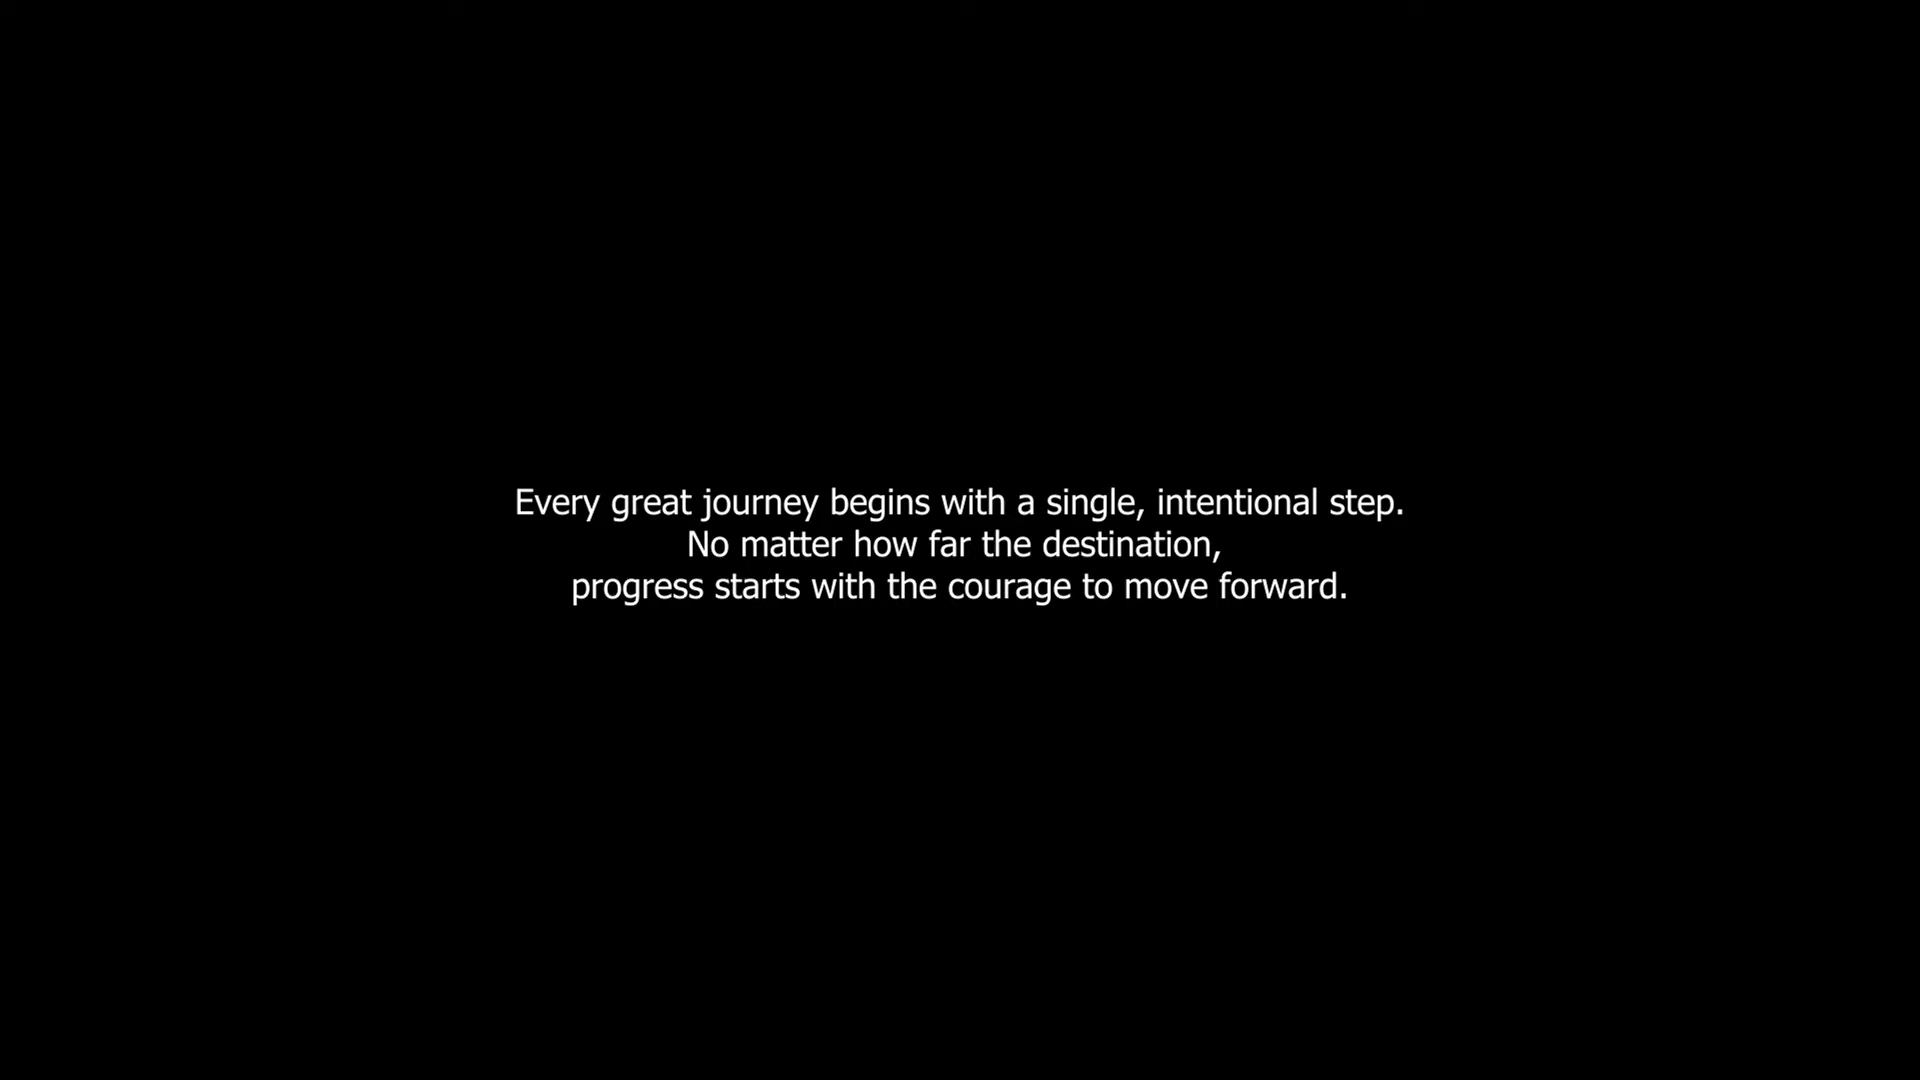 Every great journey begins with a single, intentional step.
No matter how far the destination,
progress starts with the courage to move forward.